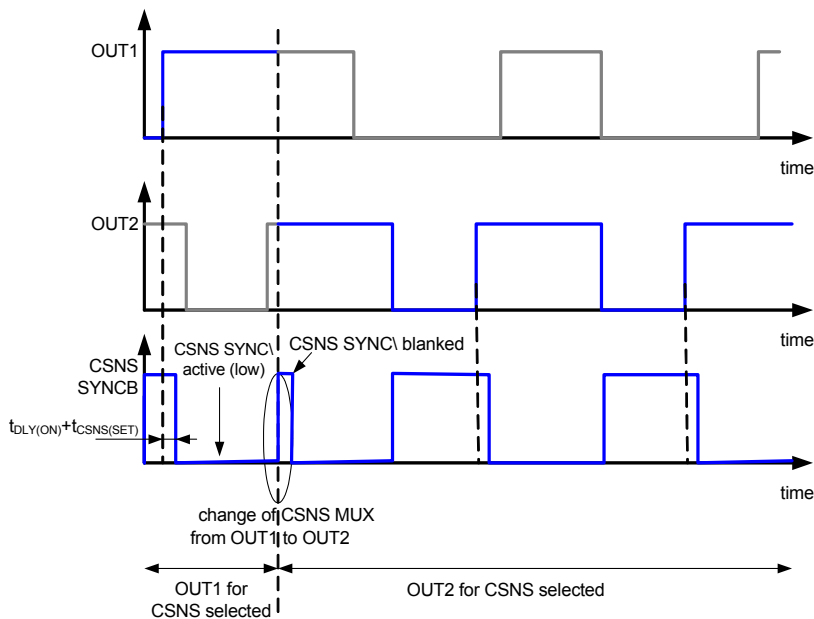 OUT1
time
OUT2
time
CSNS
SYNCB
CSNS SYNC\
active (low)
CSNS SYNC\ blanked
tDLY(ON)+tCSNS(SET)
time
change of CSNS MUX
from OUT1 to OUT2
OUT1 for
CSNS selected
OUT2 for CSNS selected